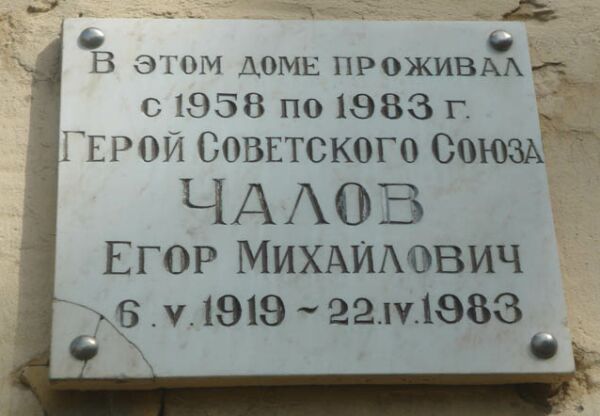 В ЭТОМ ДОМЕ ПРОЖИВАЛ
С 1958 ПО 1983 Г.
ГЕРОЙ СОВЕТСКОГО СОЮЗА
ЧАЛОВ
ЕГОР МИХАЙЛОВИЧ
6.V.1919 ~ 22.IV.1983